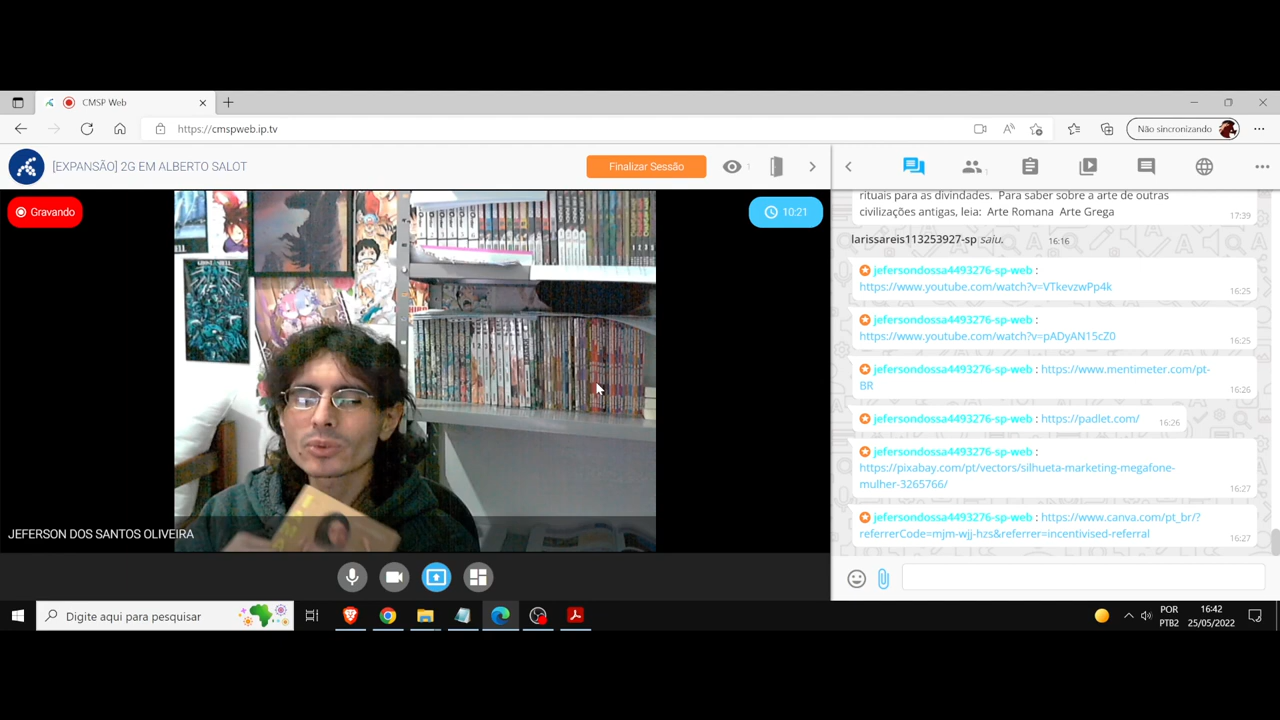 CMSP Web
https://cmspweb.ip.tv
Não sincronizando
[EXPANSÃO] 2G EM ALBERTO SALOT
Finalizar Sessão
1
1
Gravando
10:21
rituais para as divindades. Para saber sobre a arte de outras
civilizações antigas, leia: Arte Romana Arte Grega
17:39
larissareis113253927-sp saiu. 16:16
jefersondossa4493276-sp-web :
https://www.youtube.com/watch?v=VTkevzwPp4k
16:25
jefersondossa4493276-sp-web :
https://www.youtube.com/watch?v=pADyAN15cZ0
16:25
jefersondossa4493276-sp-web : https://www.mentimeter.com/pt-
BR
16:26
jefersondossa4493276-sp-web : https://padlet.com/
16:26
jefersondossa4493276-sp-web :
https://pixabay.com/pt/vectors/silhueta-marketing-megafone-
mulher-3265766/
16:27
jefersondossa4493276-sp-web : https://www.canva.com/pt_br/?
referrerCode=mjm-wjj-hzs&referrer=incentivised-referral
16:27
JEFERSON DOS SANTOS OLIVEIRA
Digite aqui para pesquisar
POR
PTB2
16:42
25/05/2022